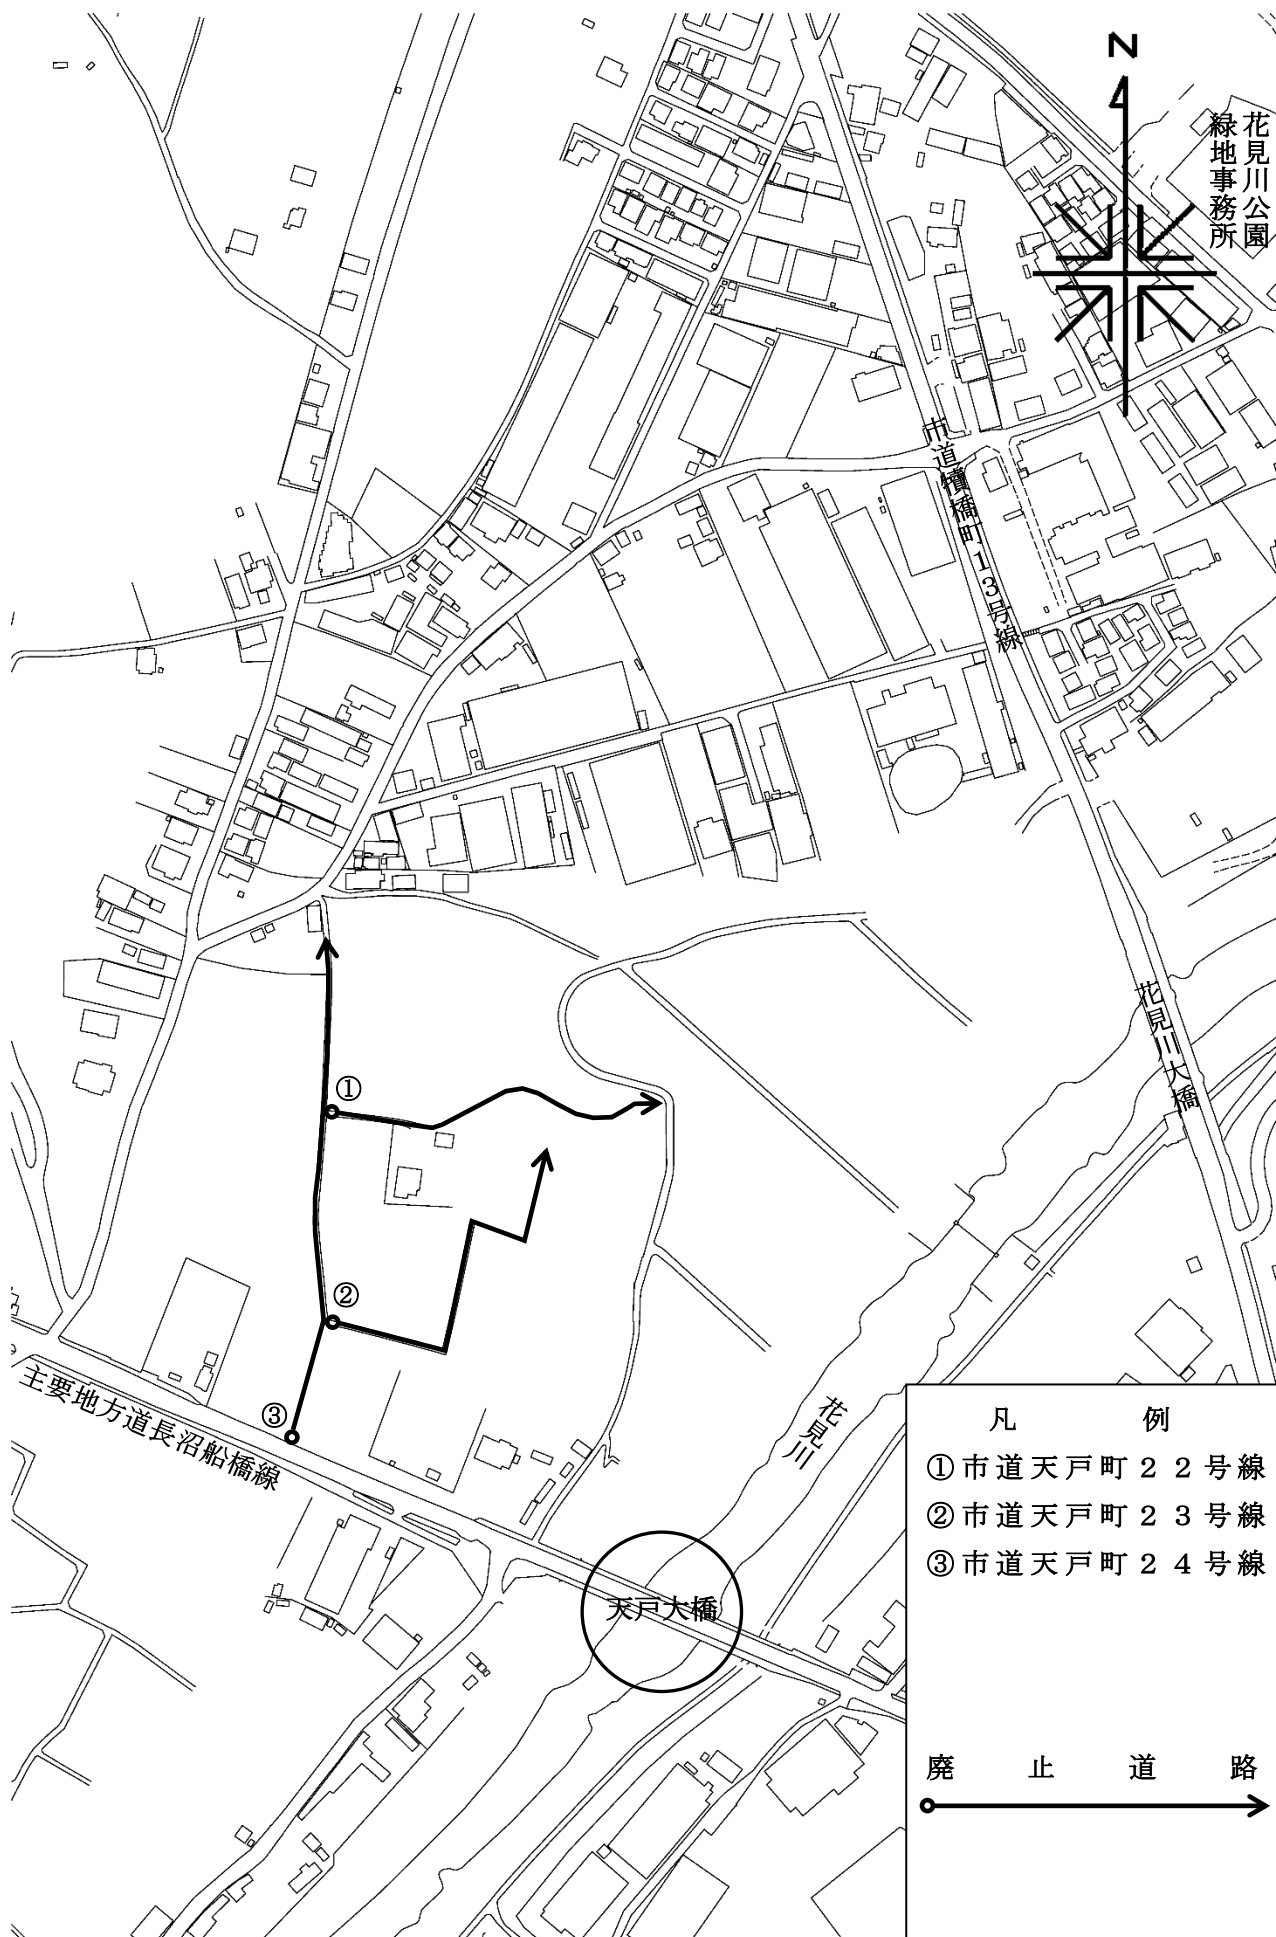 N
花見川公園
緑地事務所
市道犢橋町13号線
花見川大橋
①
②
③
主要地方道長沼船橋線
花見川
天戸大橋
凡例
①市道天戸町２２号線
②市道天戸町２３号線
③市道天戸町２４号線
廃止道路